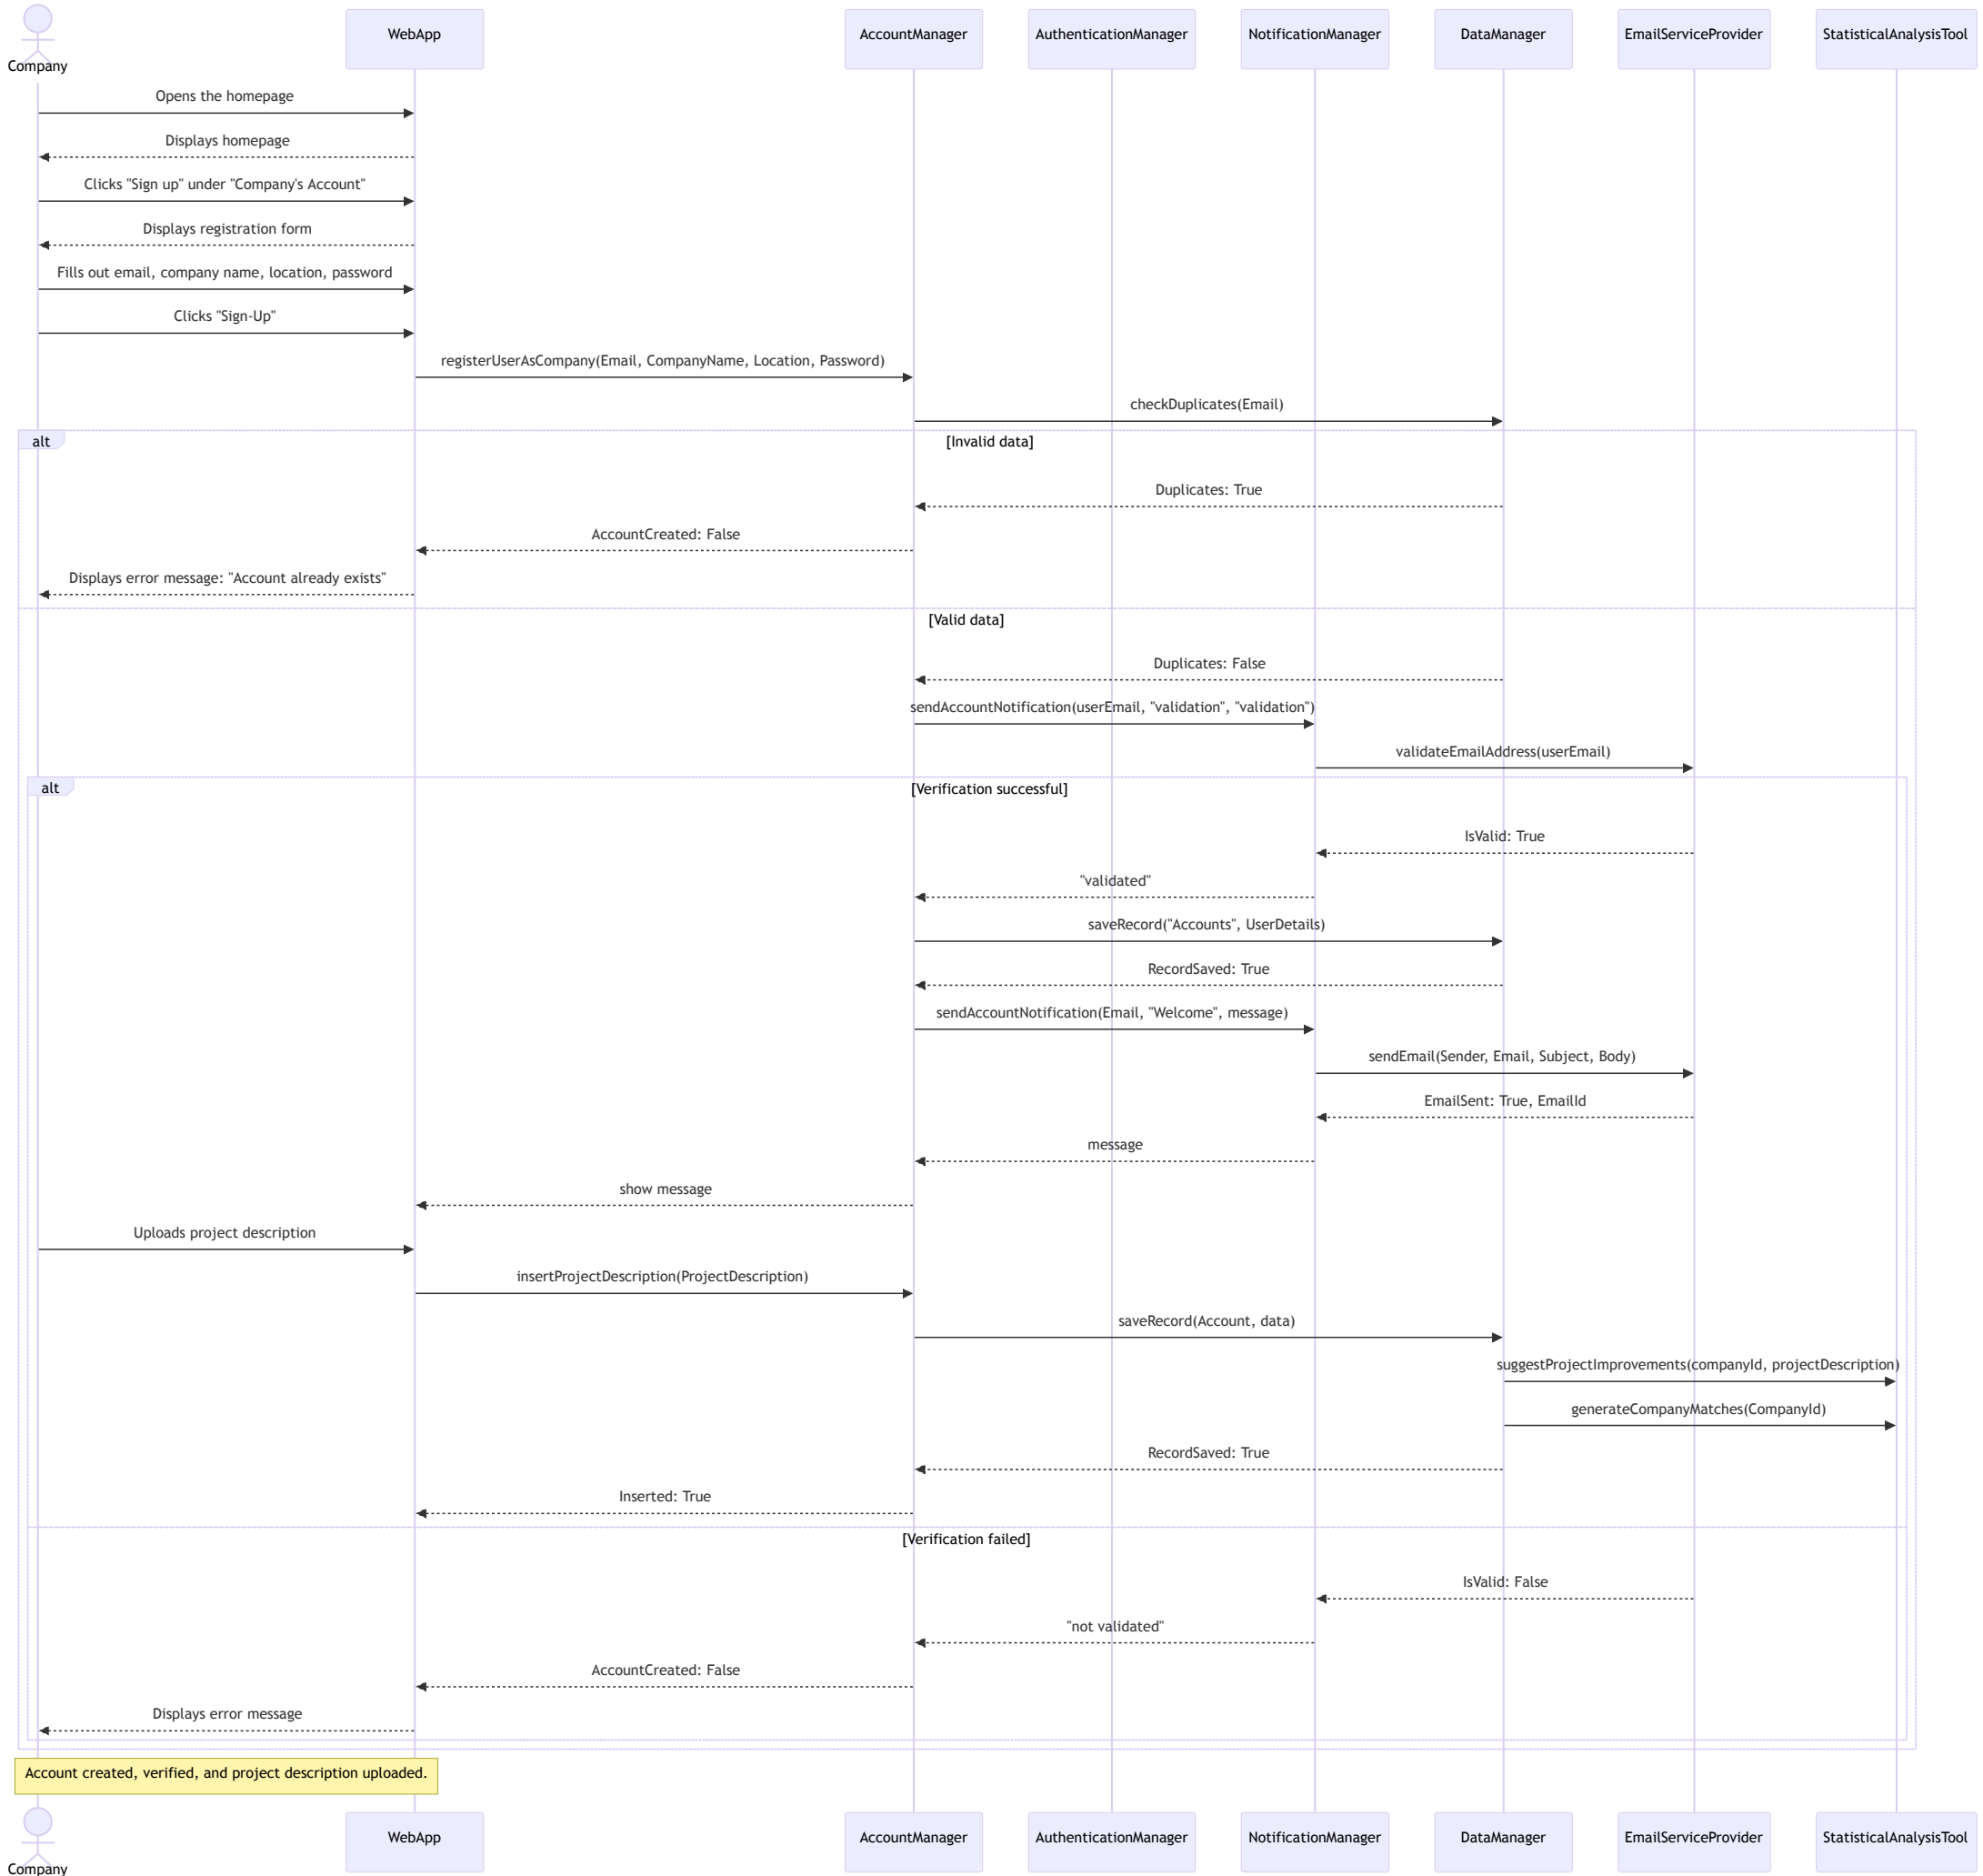 Company
WebApp
AccountManager
AuthenticationManager
NotificationManager
DataManager
EmailServiceProvider
StatisticalAnalysisTool
Opens the homepage
Displays homepage
Clicks "Sign up" under "Company's Account"
Displays registration form
Fills out email, company name, location, password
Clicks "Sign-Up"
registerUserAsCompany(Email, CompanyName, Location, Password)
checkDuplicates(Email)
alt
[Invalid data]
Duplicates: True
AccountCreated: False
Displays error message: "Account already exists"
[Valid data]
Duplicates: False
sendAccountNotification(userEmail, "validation", "validation")
validateEmailAddress(userEmail)
alt
[Verification successful]
IsValid: True
"validated"
saveRecord("Accounts", UserDetails)
RecordSaved: True
sendAccountNotification(Email, "Welcome", message)
sendEmail(Sender, Email, Subject, Body)
EmailSent: True, EmailId
message
show message
Uploads project description
insertProjectDescription(ProjectDescription)
saveRecord(Account, data)
suggestProjectImprovements(companyId, projectDescription)
generateCompanyMatches(CompanyId)
RecordSaved: True
Inserted: True
[Verification failed]
IsValid: False
"not validated"
AccountCreated: False
Displays error message
Account created, verified, and project description uploaded.
Company
WebApp
AccountManager
AuthenticationManager
NotificationManager
DataManager
EmailServiceProvider
StatisticalAnalysisTool